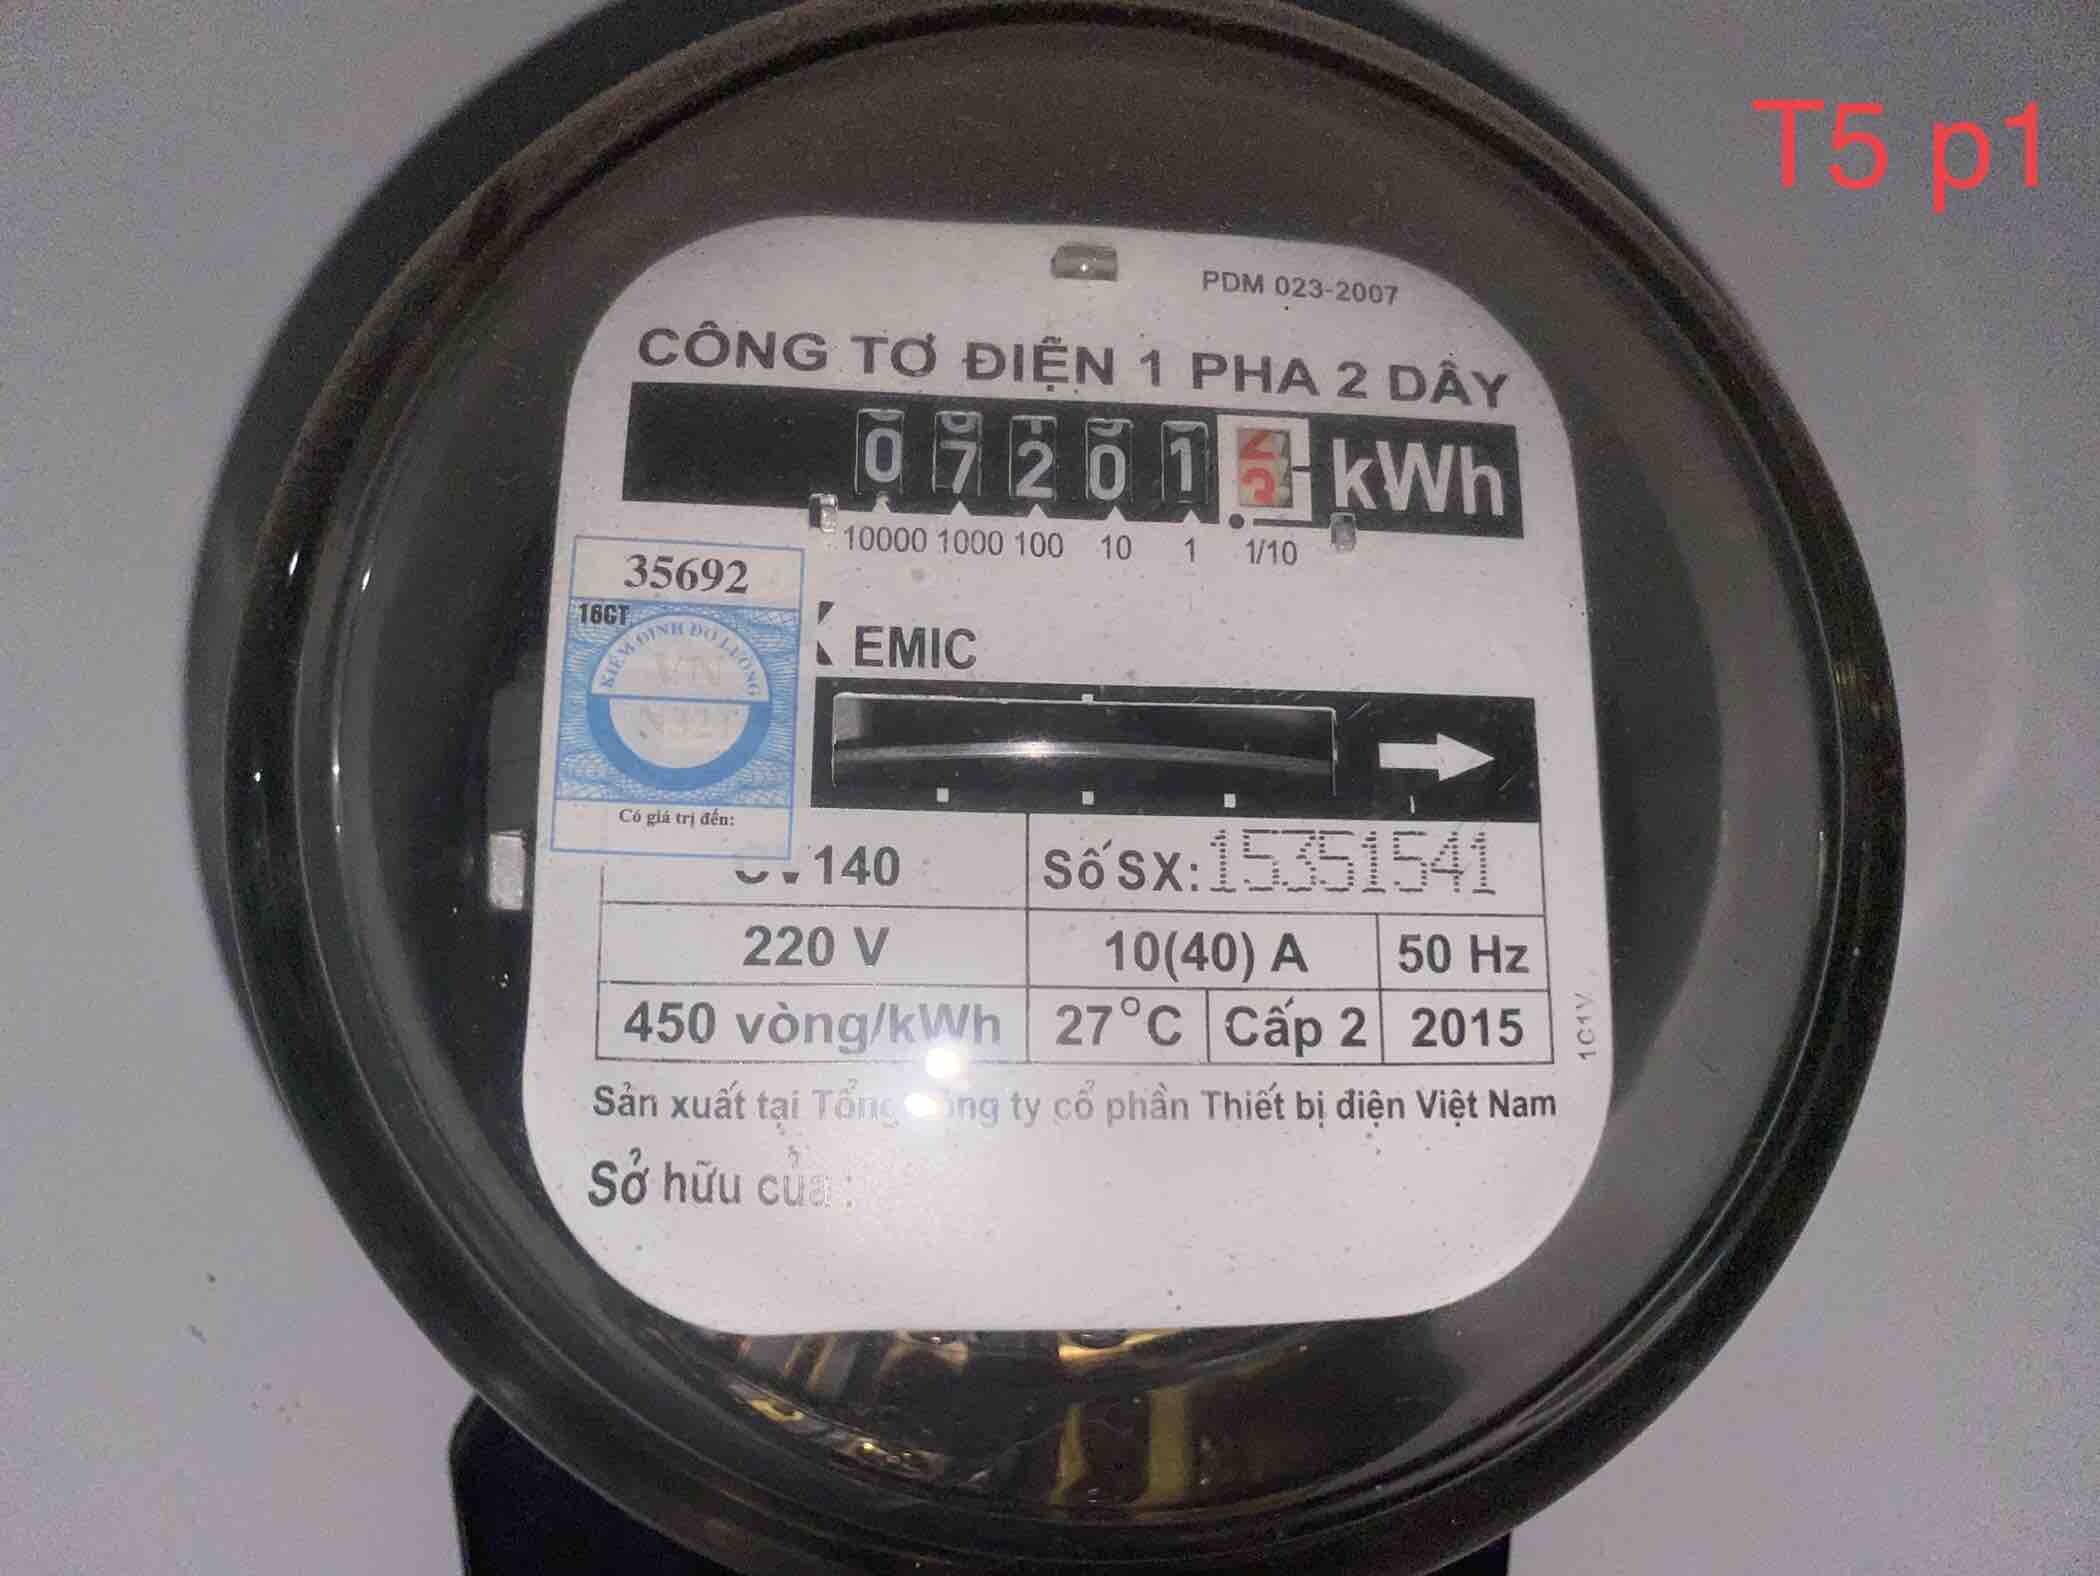 T5 p1
PDM 023-2007
CÔNG TƠ ĐIỆN 1 PHA 2 DÂY
07201 kWh
10000 1000 100 10 1 1/10
35692
16CT
KIỂM ĐỊNH ĐO LƯỜNG
VN
Có giá trị đến:
EMIC
140
Số SX: 15351541
220 V
10(40) A
50 Hz
450 vòng/kWh
27°C
Cấp 2
2015
1C1V
Sản xuất tại Tổng Công ty cổ phần Thiết bị điện Việt Nam
Sở hữu của :